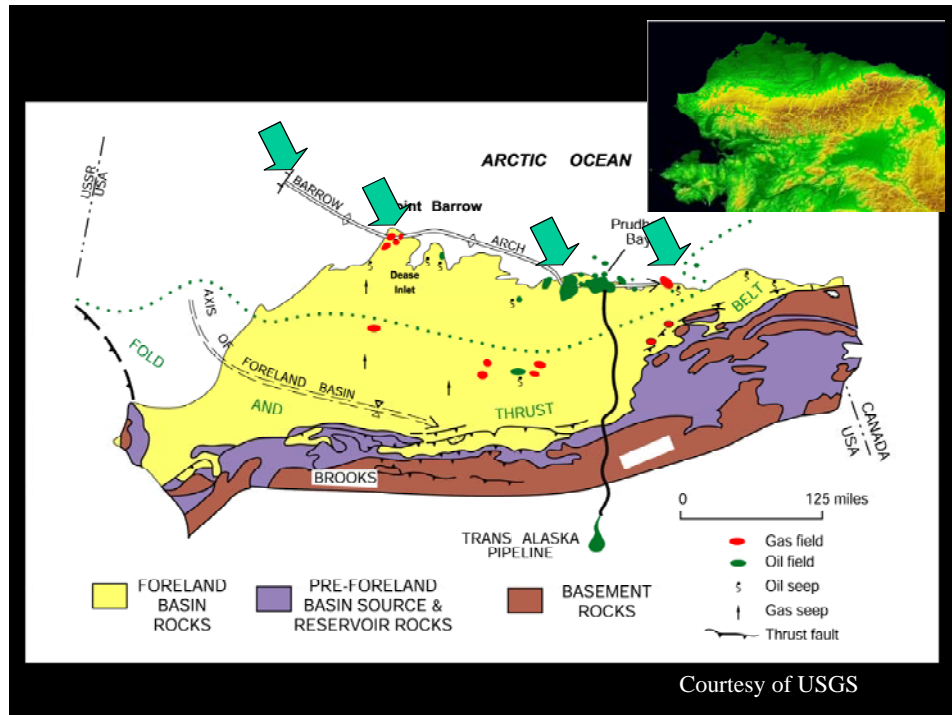 ARCTIC OCEAN
USSR
USA
BARROW
Point Barrow
ARCH
Prudh
Bay
Dease
Inlet
AXIS
OF
FORELAND BASIN
FOLD
AND
THRUST
BELT
BROOKS
CANADA
USA
0 125 miles
TRANS ALASKA
PIPELINE
Gas field
Oil field
Oil seep
Gas seep
Thrust fault
FORELAND
BASIN
ROCKS
PRE-FORELAND
BASIN SOURCE &
RESERVOIR ROCKS
BASEMENT
ROCKS
Courtesy of USGS